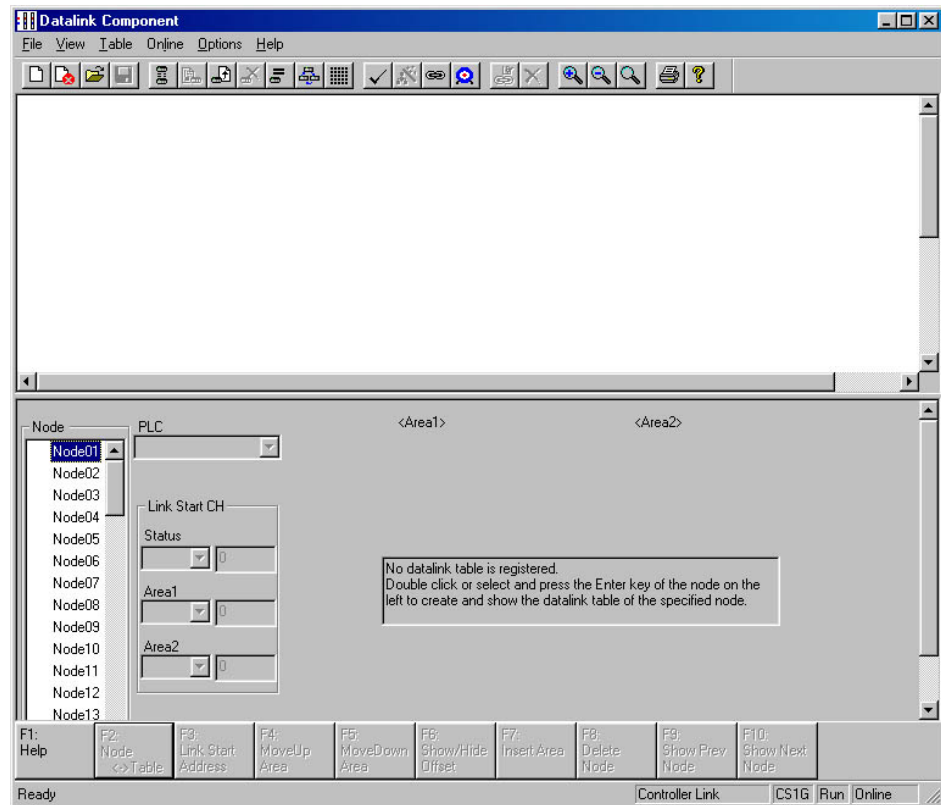 Datalink Component
File View Table Online Options Help
<Area1> <Area2>
Node
Node01
Node02
Node03
Node04
Node05
Node06
Node07
Node08
Node09
Node10
Node11
Node12
Node13
PLC
Link Start CH
Status
0
Area1
0
Area2
0
No datalink table is registered.
Double click or select and press the Enter key of the node on the
left to create and show the datalink table of the specified node.
F1:
Help
F2:
Node
<->Table
F3:
Link Start
Address
F4:
MoveUp
Area
F5:
MoveDown
Area
F6:
Show/Hide
Offset
F7:
Insert Area
F8:
Delete
Node
F9:
Show Prev
Node
F10:
Show Next
Node
Ready Controller Link CS1G Run Online